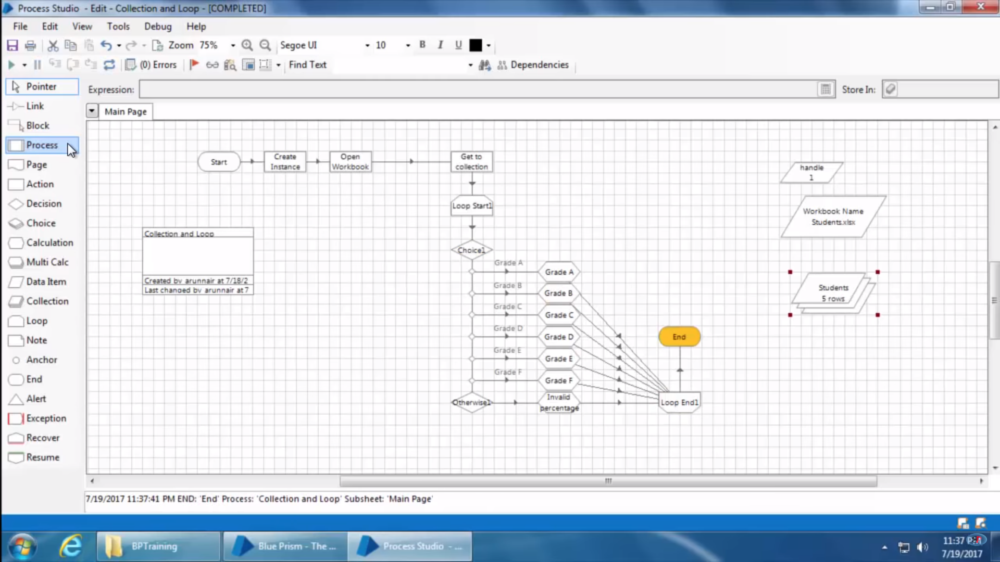 Process Studio - Edit - Collection and Loop - [COMPLETED]
File Edit View Tools Debug Help
Zoom 75% Segoe UI 10 B I U
(0) Errors Find Text Dependencies
Pointer
Expression:
Store In:
Link
Main Page
Block
Process
Page
Action
Decision
Choice
Calculation
Multi Calc
Data Item
Collection
Loop
Note
Anchor
End
Alert
Exception
Recover
Resume
Start
Create
Instance
Open
Workbook
Get to
collection
Loop Start1
Choice1
Collection and Loop
Created by arunnair at 7/18/2
Last changed by arunnair at 7
Grade A
Grade A
Grade B
Grade B
Grade C
Grade C
Grade D
Grade D
Grade E
Grade E
Grade F
Grade F
Otherwise1
Invalid
percentage
Loop End1
End
handle
1
Workbook Name
Students.xlsx
Students
5 rows
7/19/2017 11:37:41 PM END: 'End' Process: 'Collection and Loop' Subsheet: 'Main Page'
BPTraining
Blue Prism - The ...
Process Studio - ...
11:37 PM
7/19/2017